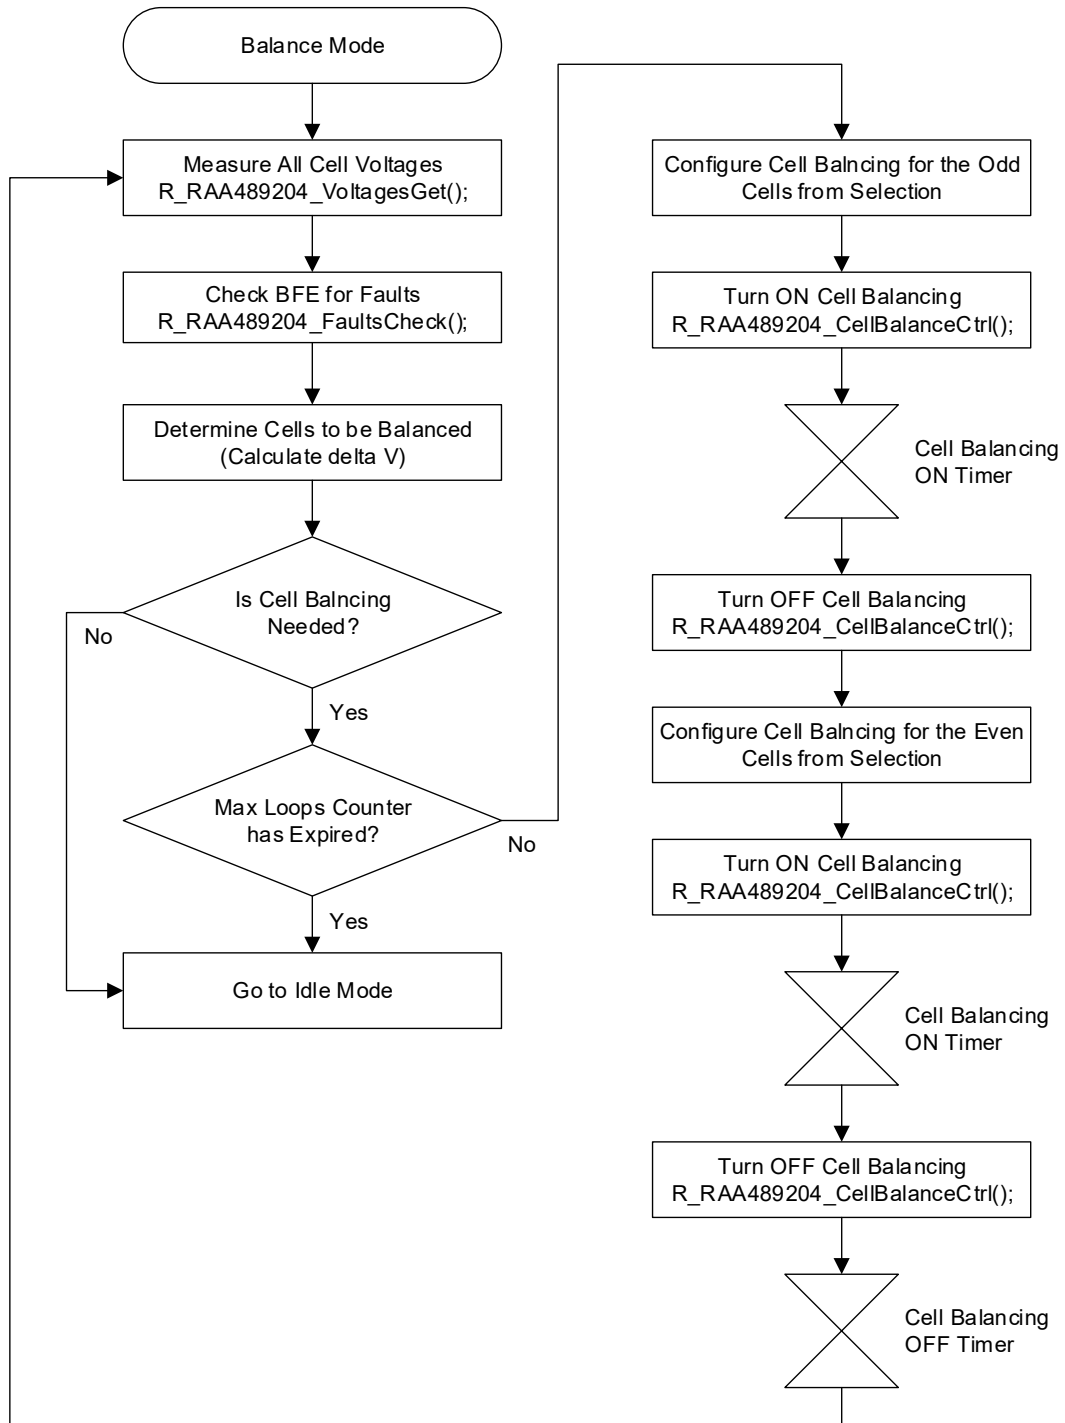 Balance Mode
Measure All Cell Voltages
R_RAA489204_VoltagesGet();
Check BFE for Faults
R_RAA489204_FaultsCheck();
Determine Cells to be Balanced
(Calculate delta V)
Is Cell Balncing
Needed?
No
Yes
Max Loops Counter
has Expired?
No
Yes
Go to Idle Mode
Configure Cell Balncing for the Odd
Cells from Selection
Turn ON Cell Balancing
R_RAA489204_CellBalanceCtrl();
Cell Balancing
ON Timer
Turn OFF Cell Balancing
R_RAA489204_CellBalanceCtrl();
Configure Cell Balncing for the Even
Cells from Selection
Turn ON Cell Balancing
R_RAA489204_CellBalanceCtrl();
Cell Balancing
ON Timer
Turn OFF Cell Balancing
R_RAA489204_CellBalanceCtrl();
Cell Balancing
OFF Timer